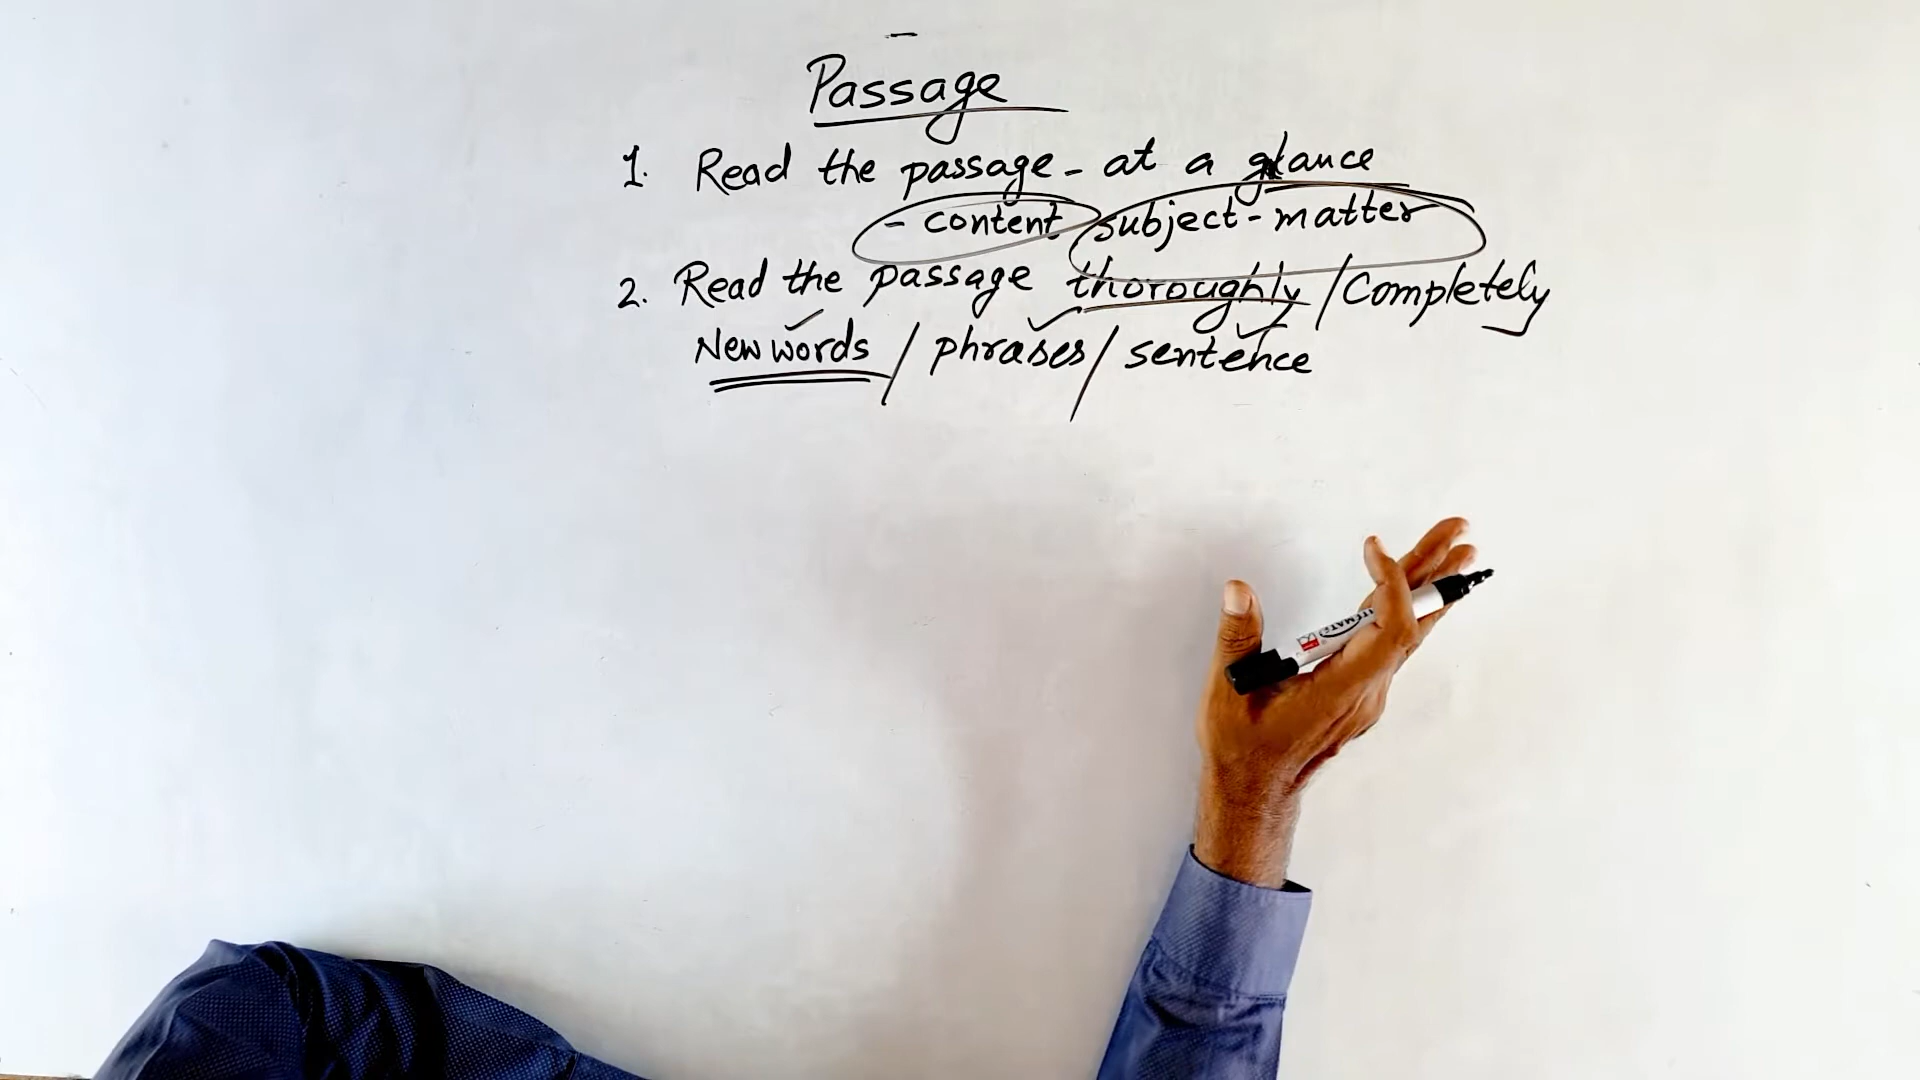 Passage
1. Read the passage - at a glance
- content subject-matter
2. Read the passage thoroughly / Completely
New words / phrases / sentence